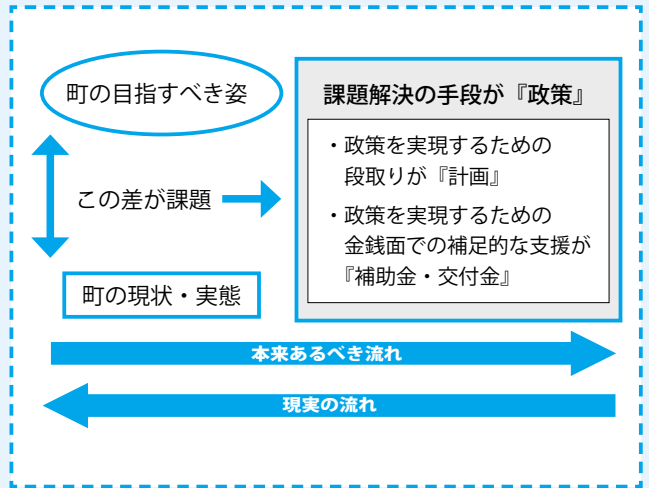 町の目指すべき姿
この差が課題
町の現状・実態
課題解決の手段が『政策』
・政策を実現するための
段取りが『計画』
・政策を実現するための
金銭面での補足的な支援が
『補助金・交付金』
本来あるべき流れ
現実の流れ